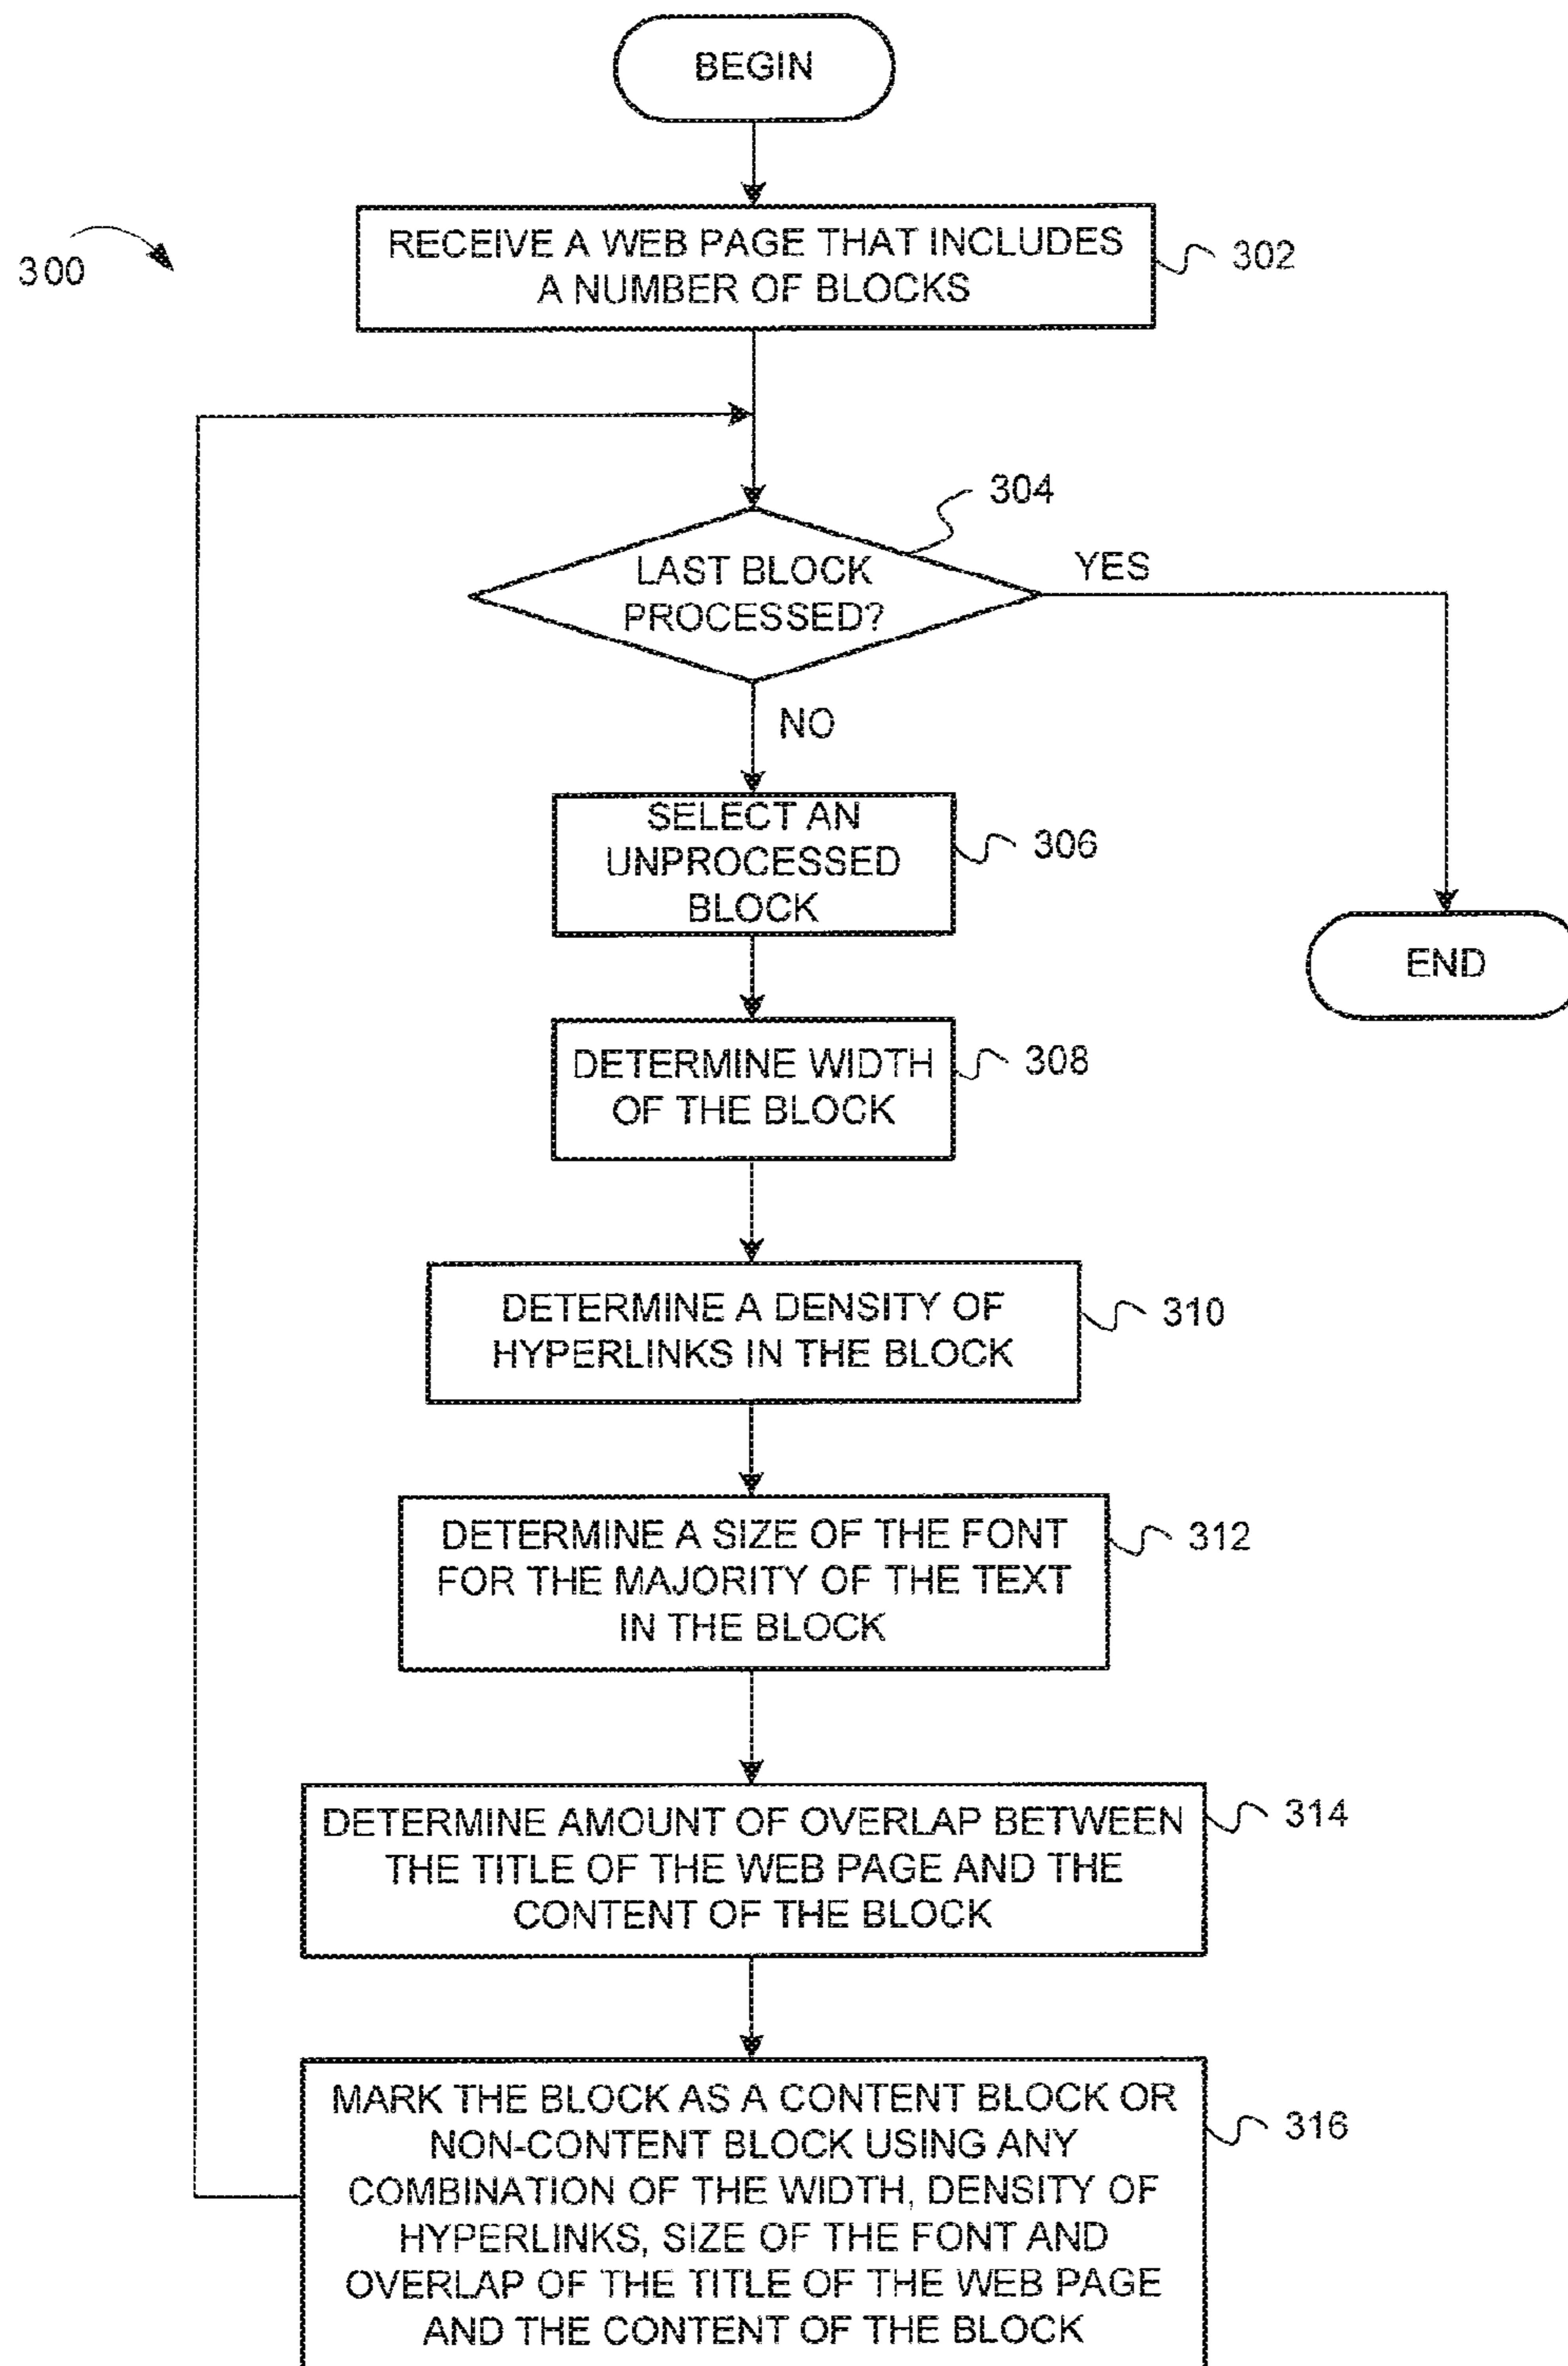 BEGIN
RECEIVE A WEB PAGE THAT INCLUDES
A NUMBER OF BLOCKS
302
300
304
LAST BLOCK
PROCESSED?
YES
NO
SELECT AN
UNPROCESSED
BLOCK
306
END
DETERMINE WIDTH
OF THE BLOCK
308
DETERMINE A DENSITY OF
HYPERLINKS IN THE BLOCK
310
DETERMINE A SIZE OF THE FONT
FOR THE MAJORITY OF THE TEXT
IN THE BLOCK
312
DETERMINE AMOUNT OF OVERLAP BETWEEN
THE TITLE OF THE WEB PAGE AND THE
CONTENT OF THE BLOCK
314
MARK THE BLOCK AS A CONTENT BLOCK OR
NON-CONTENT BLOCK USING ANY
COMBINATION OF THE WIDTH, DENSITY OF
HYPERLINKS, SIZE OF THE FONT AND
OVERLAP OF THE TITLE OF THE WEB PAGE
AND THE CONTENT OF THE BLOCK
316